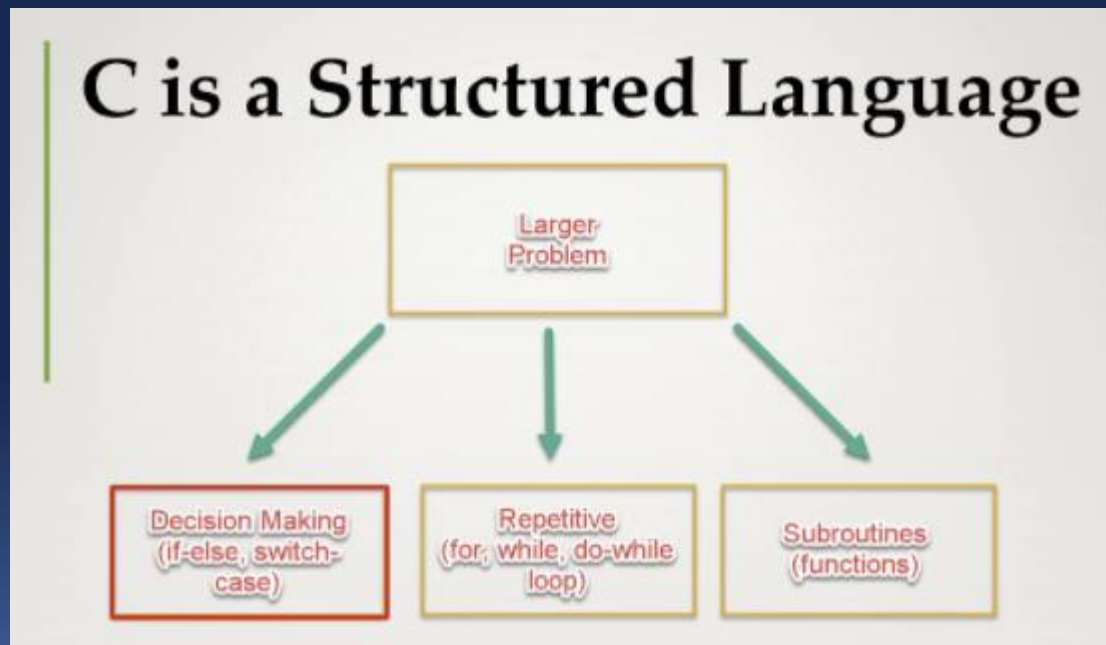 C is a Structured Language
Larger
Problem
Decision Making
(if-else, switch-
case)
Repetitive
(for, while, do-while
loop)
Subroutines
(functions)